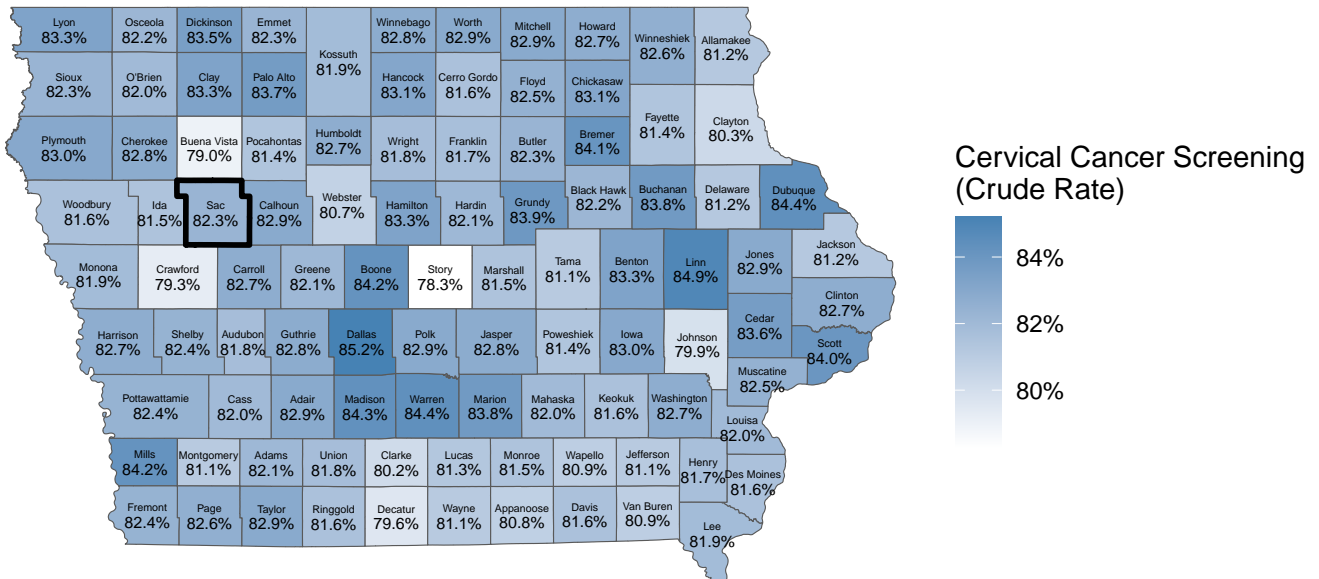 Lyon
83.3%
Osceola
82.2%
Dickinson
83.5%
Emmet
82.3%
Kossuth
81.9%
Winnebago
82.8%
Worth
82.9%
Mitchell
82.9%
Howard
82.7%
Winneshiek
82.6%
Allamakee
81.2%
Sioux
82.3%
O'Brien
82.0%
Clay
83.3%
Palo Alto
83.7%
Hancock
83.1%
Cerro Gordo
81.6%
Floyd
82.5%
Chickasaw
83.1%
Fayette
81.4%
Clayton
80.3%
Plymouth
83.0%
Cherokee
82.8%
Buena Vista
79.0%
Pocahontas
81.4%
Humboldt
82.7%
Wright
81.8%
Franklin
81.7%
Butler
82.3%
Bremer
84.1%
Woodbury
81.6%
Ida
81.5%
Sac
82.3%
Calhoun
82.9%
Webster
80.7%
Hamilton
83.3%
Hardin
82.1%
Grundy
83.9%
Black Hawk
82.2%
Buchanan
83.8%
Delaware
81.2%
Dubuque
84.4%
Monona
81.9%
Crawford
79.3%
Carroll
82.7%
Greene
82.1%
Boone
84.2%
Story
78.3%
Marshall
81.5%
Tama
81.1%
Benton
83.3%
Linn
84.9%
Jones
82.9%
Jackson
81.2%
Clinton
82.7%
Harrison
82.7%
Shelby
82.4%
Audubon
81.8%
Guthrie
82.8%
Dallas
85.2%
Polk
82.9%
Jasper
82.8%
Poweshiek
81.4%
Iowa
83.0%
Johnson
79.9%
Cedar
83.6%
Scott
84.0%
Muscatine
82.5%
Pottawattamie
82.4%
Cass
82.0%
Adair
82.9%
Madison
84.3%
Warren
84.4%
Marion
83.8%
Mahaska
82.0%
Keokuk
81.6%
Washington
82.7%
Louisa
82.0%
Mills
84.2%
Montgomery
81.1%
Adams
82.1%
Union
81.8%
Clarke
80.2%
Lucas
81.3%
Monroe
81.5%
Wapello
80.9%
Jefferson
81.1%
Henry
81.7%
Des Moines
81.6%
Fremont
82.4%
Page
82.6%
Taylor
82.9%
Ringgold
81.6%
Decatur
79.6%
Wayne
81.1%
Appanoose
80.8%
Davis
81.6%
Van Buren
80.9%
Lee
81.9%
Cervical Cancer Screening
(Crude Rate)
84%
82%
80%